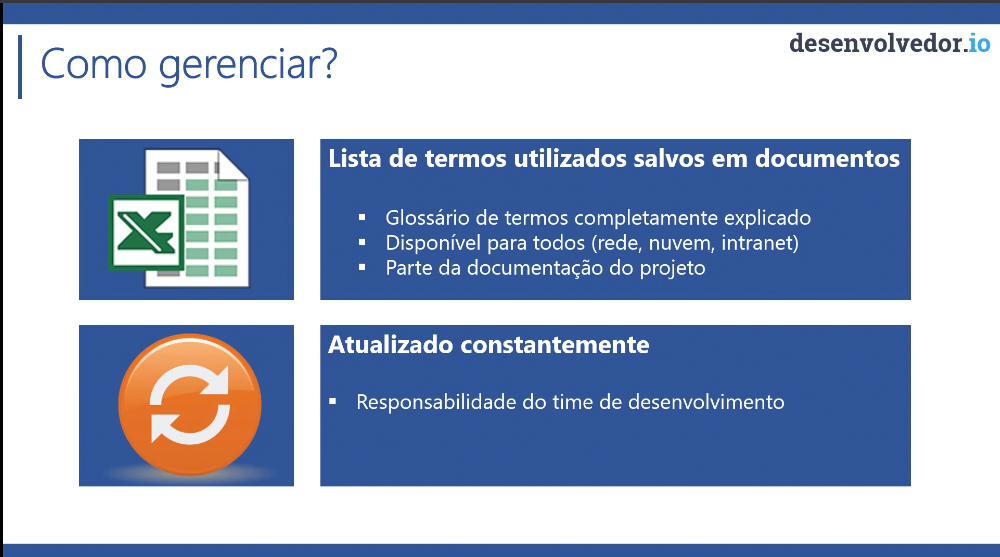 desenvolvedor.io
Como gerenciar?
Lista de termos utilizados salvos em documentos
▪ Glossário de termos completamente explicado
▪ Disponível para todos (rede, nuvem, intranet)
▪ Parte da documentação do projeto
Atualizado constantemente
▪ Responsabilidade do time de desenvolvimento